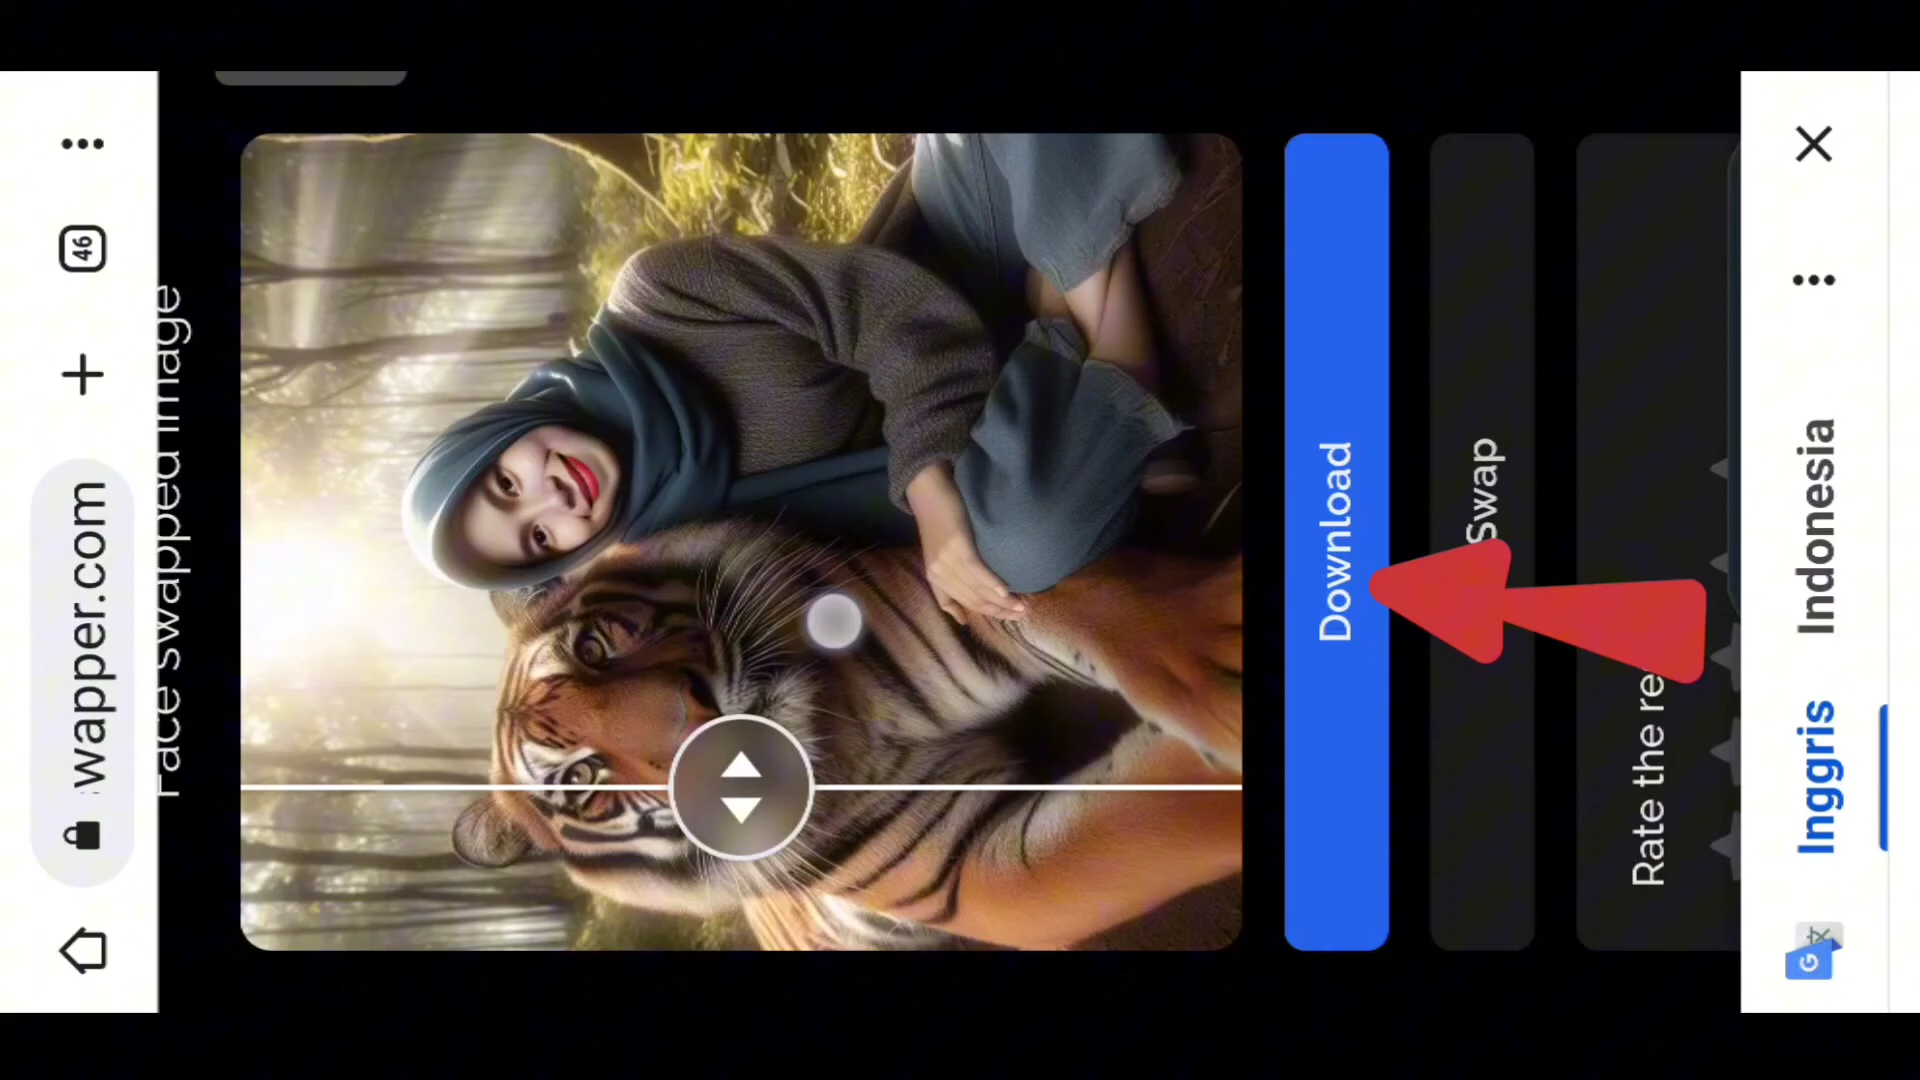 wapper.com
46
Face swapped image
Download
Swap
Rate the re
Inggris Indonesia
G